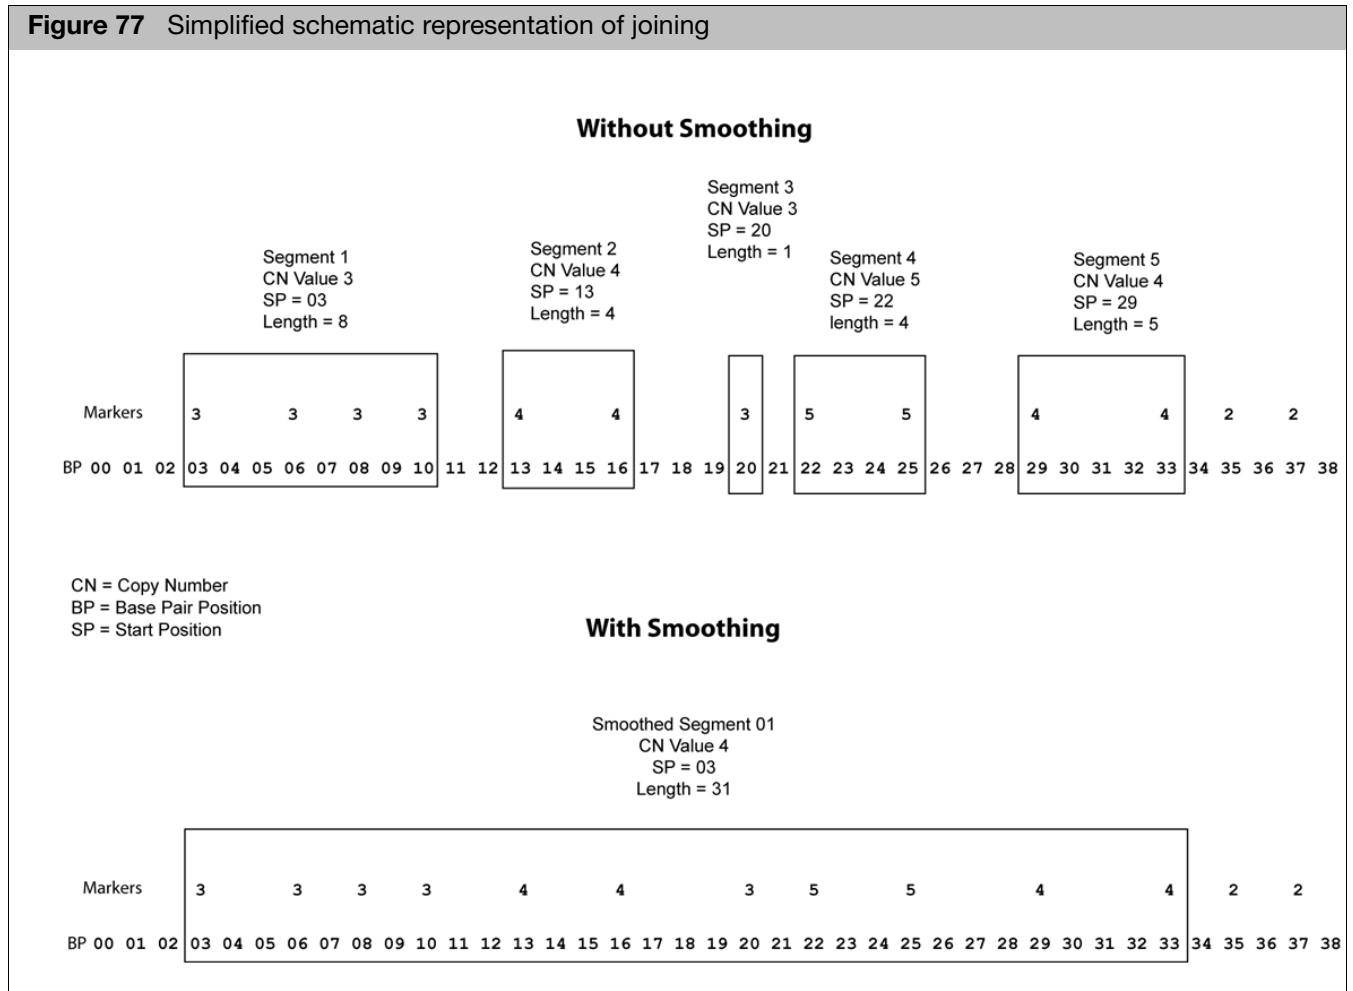 Figure 77 Simplified schematic representation of joining
Without Smoothing
Segment 3
CN Value 3
SP = 20
Length = 1
Segment 1
CN Value 3
SP = 03
Length = 8
Segment 2
CN Value 4
SP = 13
Length = 4
Segment 4
CN Value 5
SP = 22
length = 4
Segment 5
CN Value 4
SP = 29
Length = 5
Markers 3 3 3 3 4 4 3 5 5 4 4 2 2
BP 00 01 02 03 04 05 06 07 08 09 10 11 12 13 14 15 16 17 18 19 20 21 22 23 24 25 26 27 28 29 30 31 32 33 34 35 36 37 38
CN = Copy Number
BP = Base Pair Position
SP = Start Position
With Smoothing
Smoothed Segment 01
CN Value 4
SP = 03
Length = 31
Markers 3 3 3 3 4 4 3 5 5 4 4 2 2
BP 00 01 02 03 04 05 06 07 08 09 10 11 12 13 14 15 16 17 18 19 20 21 22 23 24 25 26 27 28 29 30 31 32 33 34 35 36 37 38